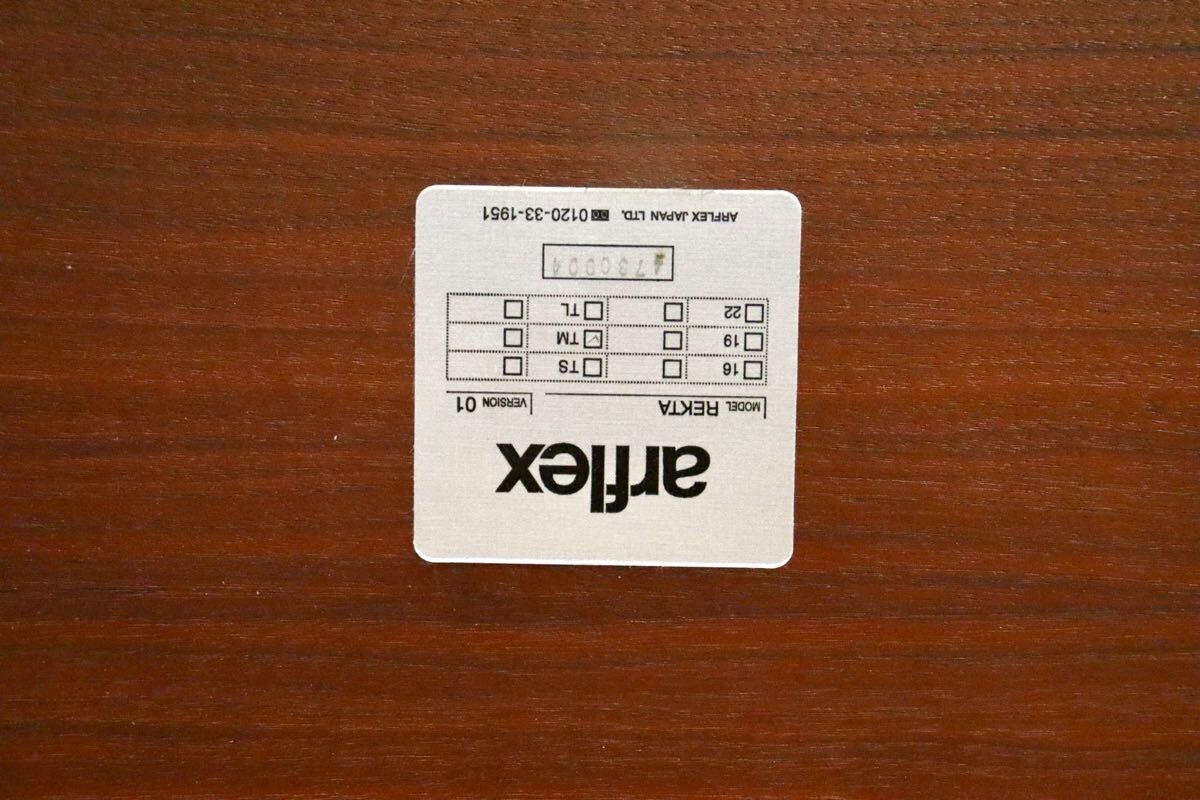 arflex
MODEL REKTA VERSION 01
☐ 16 ☐ ☐ TS ☐
☐ 19 ☐ ☑ TM ☐
☐ 22 ☐ ☐ TL ☐
ARFLEX JAPAN LTD. 0120-33-1951